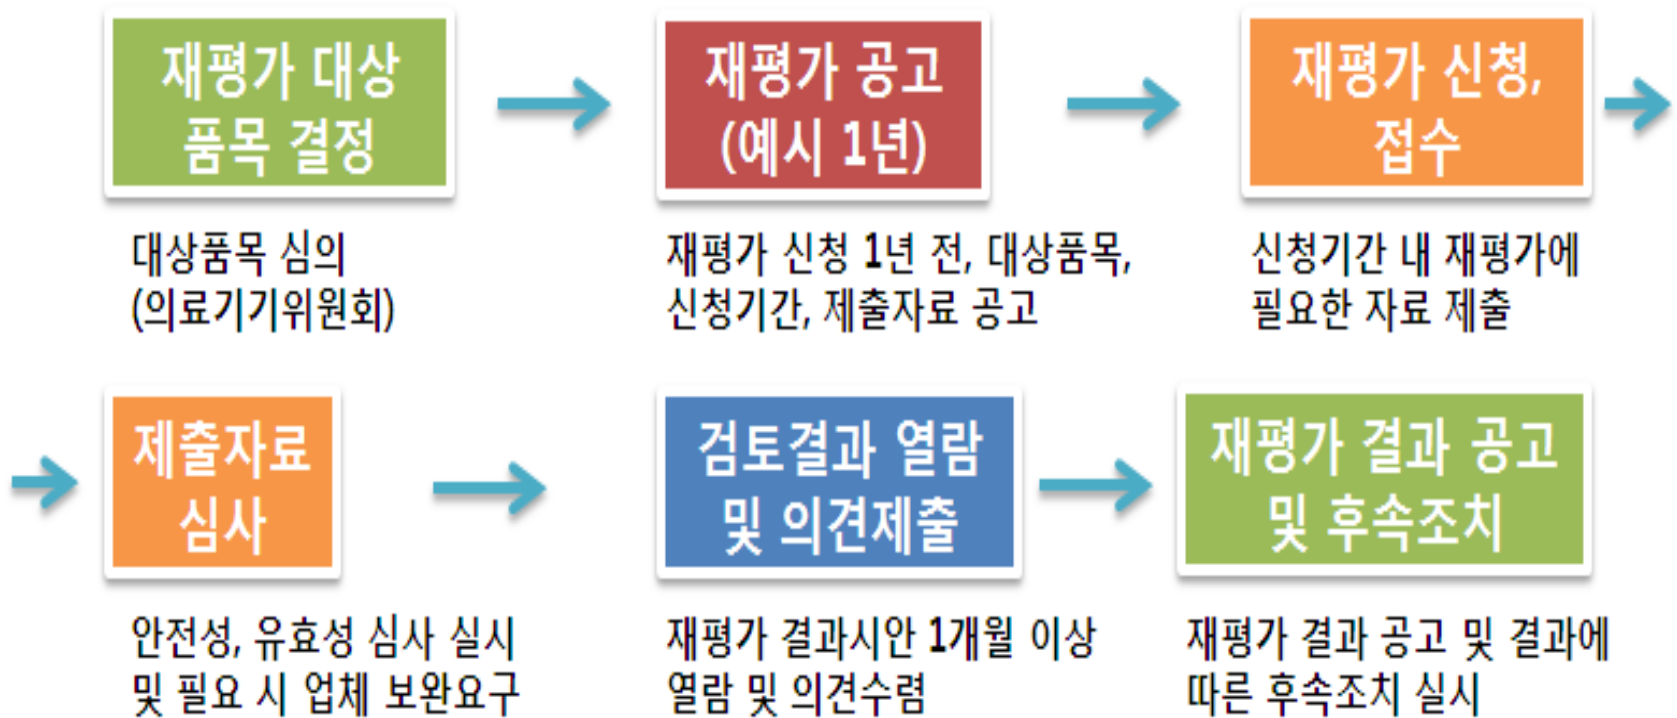 재평가 대상
품목 결정
대상품목 심의
(의료기기위원회)
재평가 공고
(예시 1년)
재평가 신청 1년 전, 대상품목,
신청기간, 제출자료 공고
재평가 신청,
접수
신청기간 내 재평가에
필요한 자료 제출
제출자료
심사
안전성, 유효성 심사 실시
및 필요 시 업체 보완요구
검토결과 열람
및 의견제출
재평가 결과시안 1개월 이상
열람 및 의견수렴
재평가 결과 공고
및 후속조치
재평가 결과 공고 및 결과에
따른 후속조치 실시